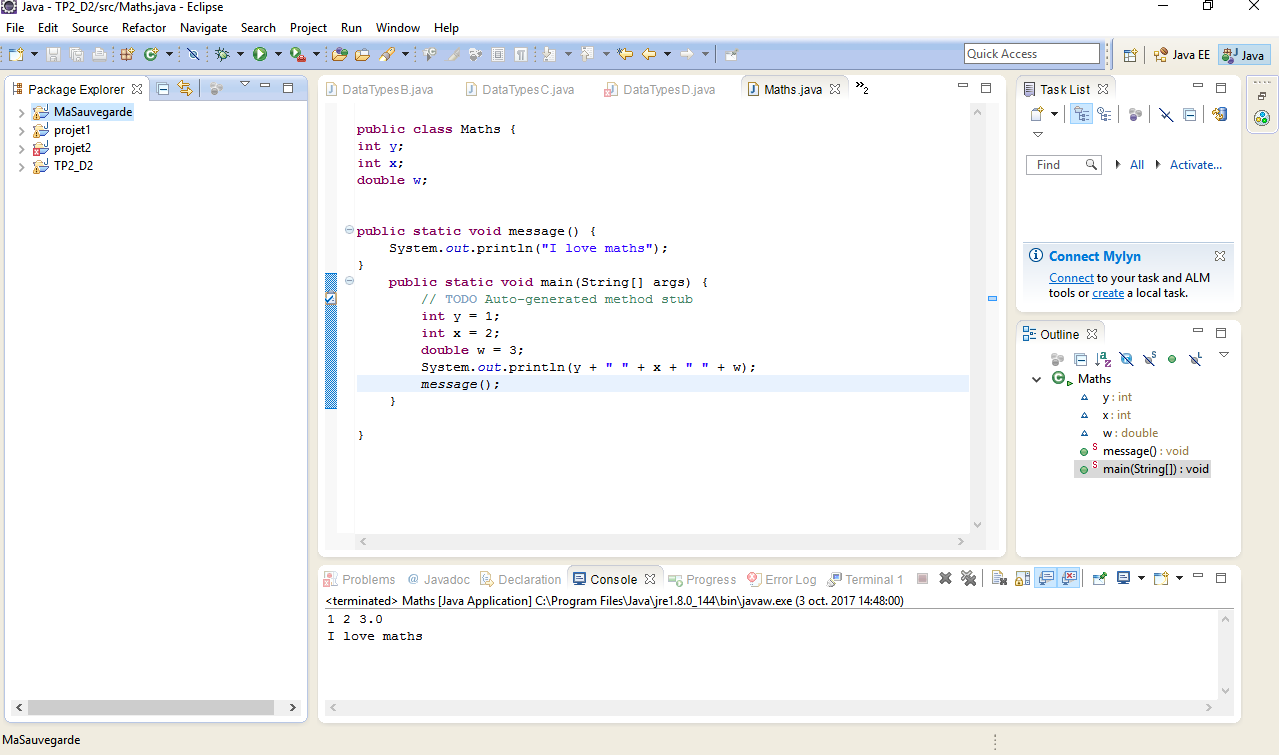 Java - TP2_D2/src/Maths.java - Eclipse
File Edit Source Refactor Navigate Search Project Run Window Help
Quick Access
Java EE
Java
Package Explorer
MaSauvegarde
projet1
projet2
TP2_D2
DataTypesB.java DataTypesC.java DataTypesD.java Maths.java »2
public class Maths {
int y;
int x;
double w;
public static void message() {
System.out.println("I love maths");
}
public static void main(String[] args) {
// TODO Auto-generated method stub
int y = 1;
int x = 2;
double w = 3;
System.out.println(y + " " + x + " " + w);
message();
}
}
Task List
Find All Activate...
Connect Mylyn
Connect to your task and ALM
tools or create a local task.
Outline
Maths
y : int
x : int
w : double
message() : void
main(String[]) : void
Problems @ Javadoc Declaration Console Progress Error Log Terminal 1
<terminated> Maths [Java Application] C:\Program Files\Java\jre1.8.0_144\bin\javaw.exe (3 oct. 2017 14:48:00)
1 2 3.0
I love maths
MaSauvegarde